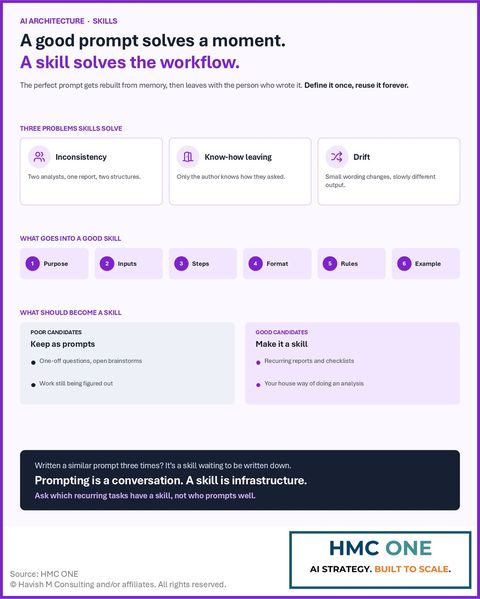 AI ARCHITECTURE · SKILLS
A good prompt solves a moment.
A skill solves the workflow.
The perfect prompt gets rebuilt from memory, then leaves with the person who wrote it. Define it once, reuse it forever.
THREE PROBLEMS SKILLS SOLVE
Inconsistency
Two analysts, one report, two structures.
Know-how leaving
Only the author knows how they asked.
Drift
Small wording changes, slowly different
output.
WHAT GOES INTO A GOOD SKILL
1 Purpose
2 Inputs
3 Steps
4 Format
5 Rules
6 Example
WHAT SHOULD BECOME A SKILL
POOR CANDIDATES
Keep as prompts
● One-off questions, open brainstorms
● Work still being figured out
GOOD CANDIDATES
Make it a skill
● Recurring reports and checklists
● Your house way of doing an analysis
Written a similar prompt three times? It's a skill waiting to be written down.
Prompting is a conversation. A skill is infrastructure.
Ask which recurring tasks have a skill, not who prompts well.
HMC ONE
AI STRATEGY. BUILT TO SCALE.
Source: HMC ONE
© Havish M Consulting and/or affiliates. All rights reserved.